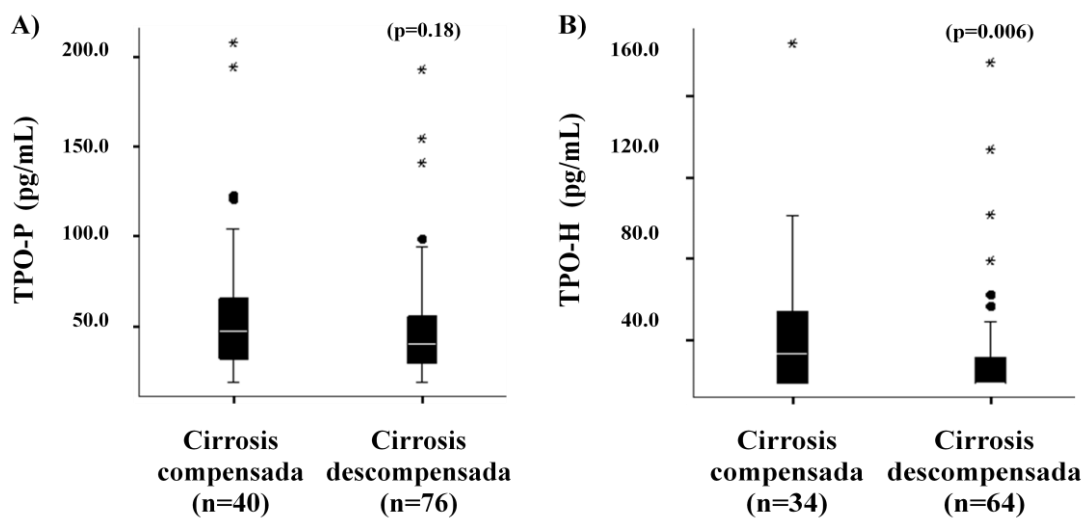 A)
(p=0.18)
TPO-P (pg/mL)
200.0
150.0
100.0
50.0
Cirrosis
compensada
(n=40)
Cirrosis
descompensada
(n=76)
B)
(p=0.006)
TPO-H (pg/mL)
160.0
120.0
80.0
40.0
Cirrosis
compensada
(n=34)
Cirrosis
descompensada
(n=64)